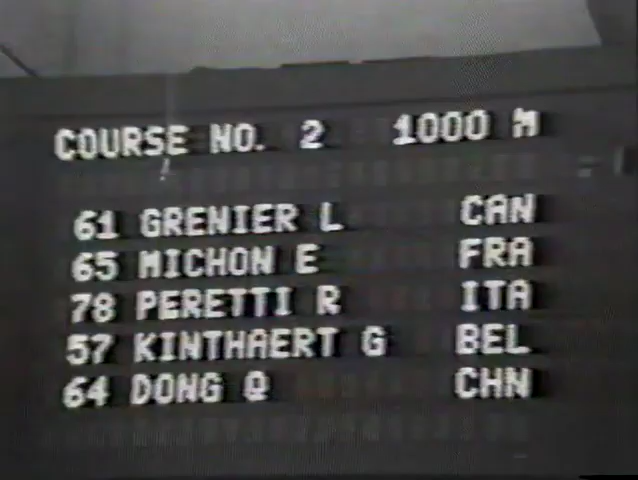 COURSE NO. 2 1000 M
61 GRENIER L CAN
65 MICHON E FRA
78 PERETTI R ITA
57 KINTHAERT G BEL
64 DONG Q CHN